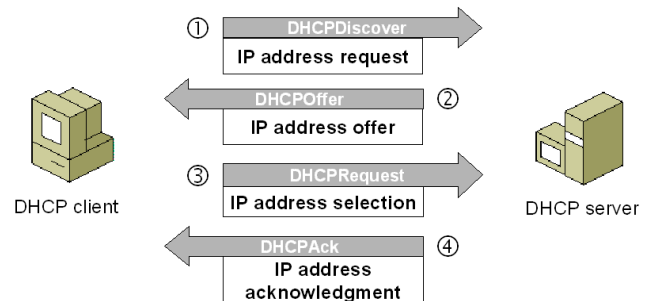 ① DHCPDiscover
IP address request
DHCPOffer ②
IP address offer
③ DHCPRequest
IP address selection
DHCP client
DHCP server
DHCPAck ④
IP address
acknowledgment